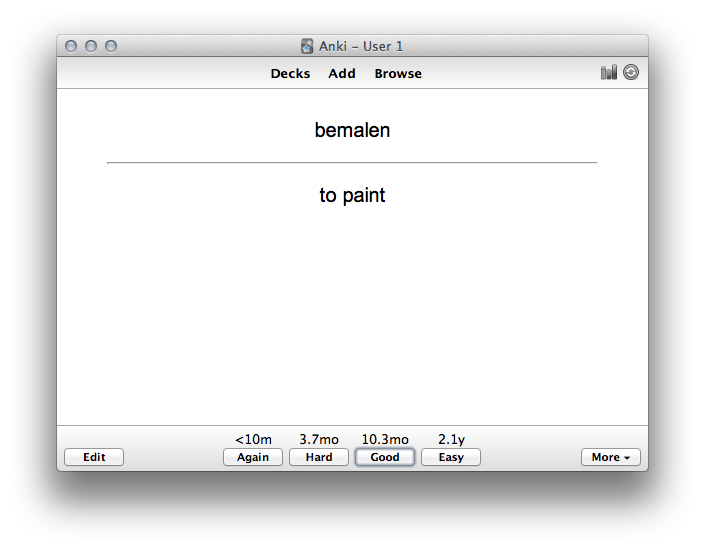 Anki – User 1
Decks Add Browse
bemalen
to paint
<10m 3.7mo 10.3mo 2.1y
Edit Again Hard Good Easy More